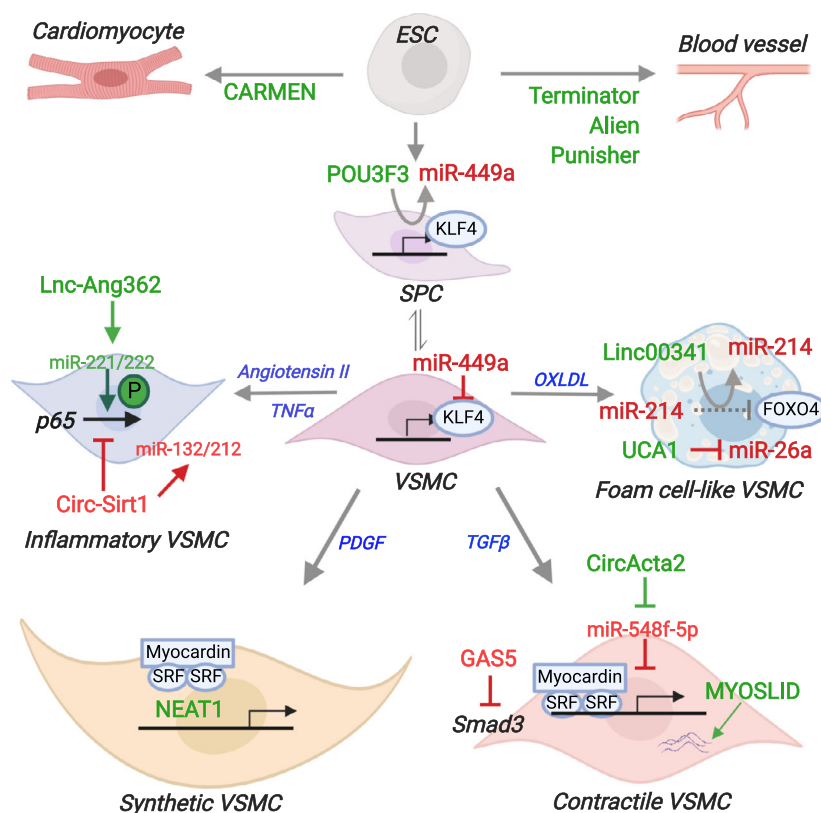 Cardiomyocyte
ESC
Blood vessel
CARMEN
Terminator
Alien
Punisher
POU3F3 miR-449a
KLF4
SPC
Lnc-Ang362
miR-221/222
P
p65
miR-132/212
Circ-Sirt1
Inflammatory VSMC
Angiotensin II
TNFα
miR-449a
KLF4
VSMC
OXLDL
Linc00341 miR-214
miR-214 FOXO4
UCA1 miR-26a
Foam cell-like VSMC
PDGF
TGFβ
Myocardin
SRF SRF
NEAT1
Synthetic VSMC
CircActa2
miR-548f-5p
GAS5
Smad3
Myocardin
SRF SRF
MYOSLID
Contractile VSMC